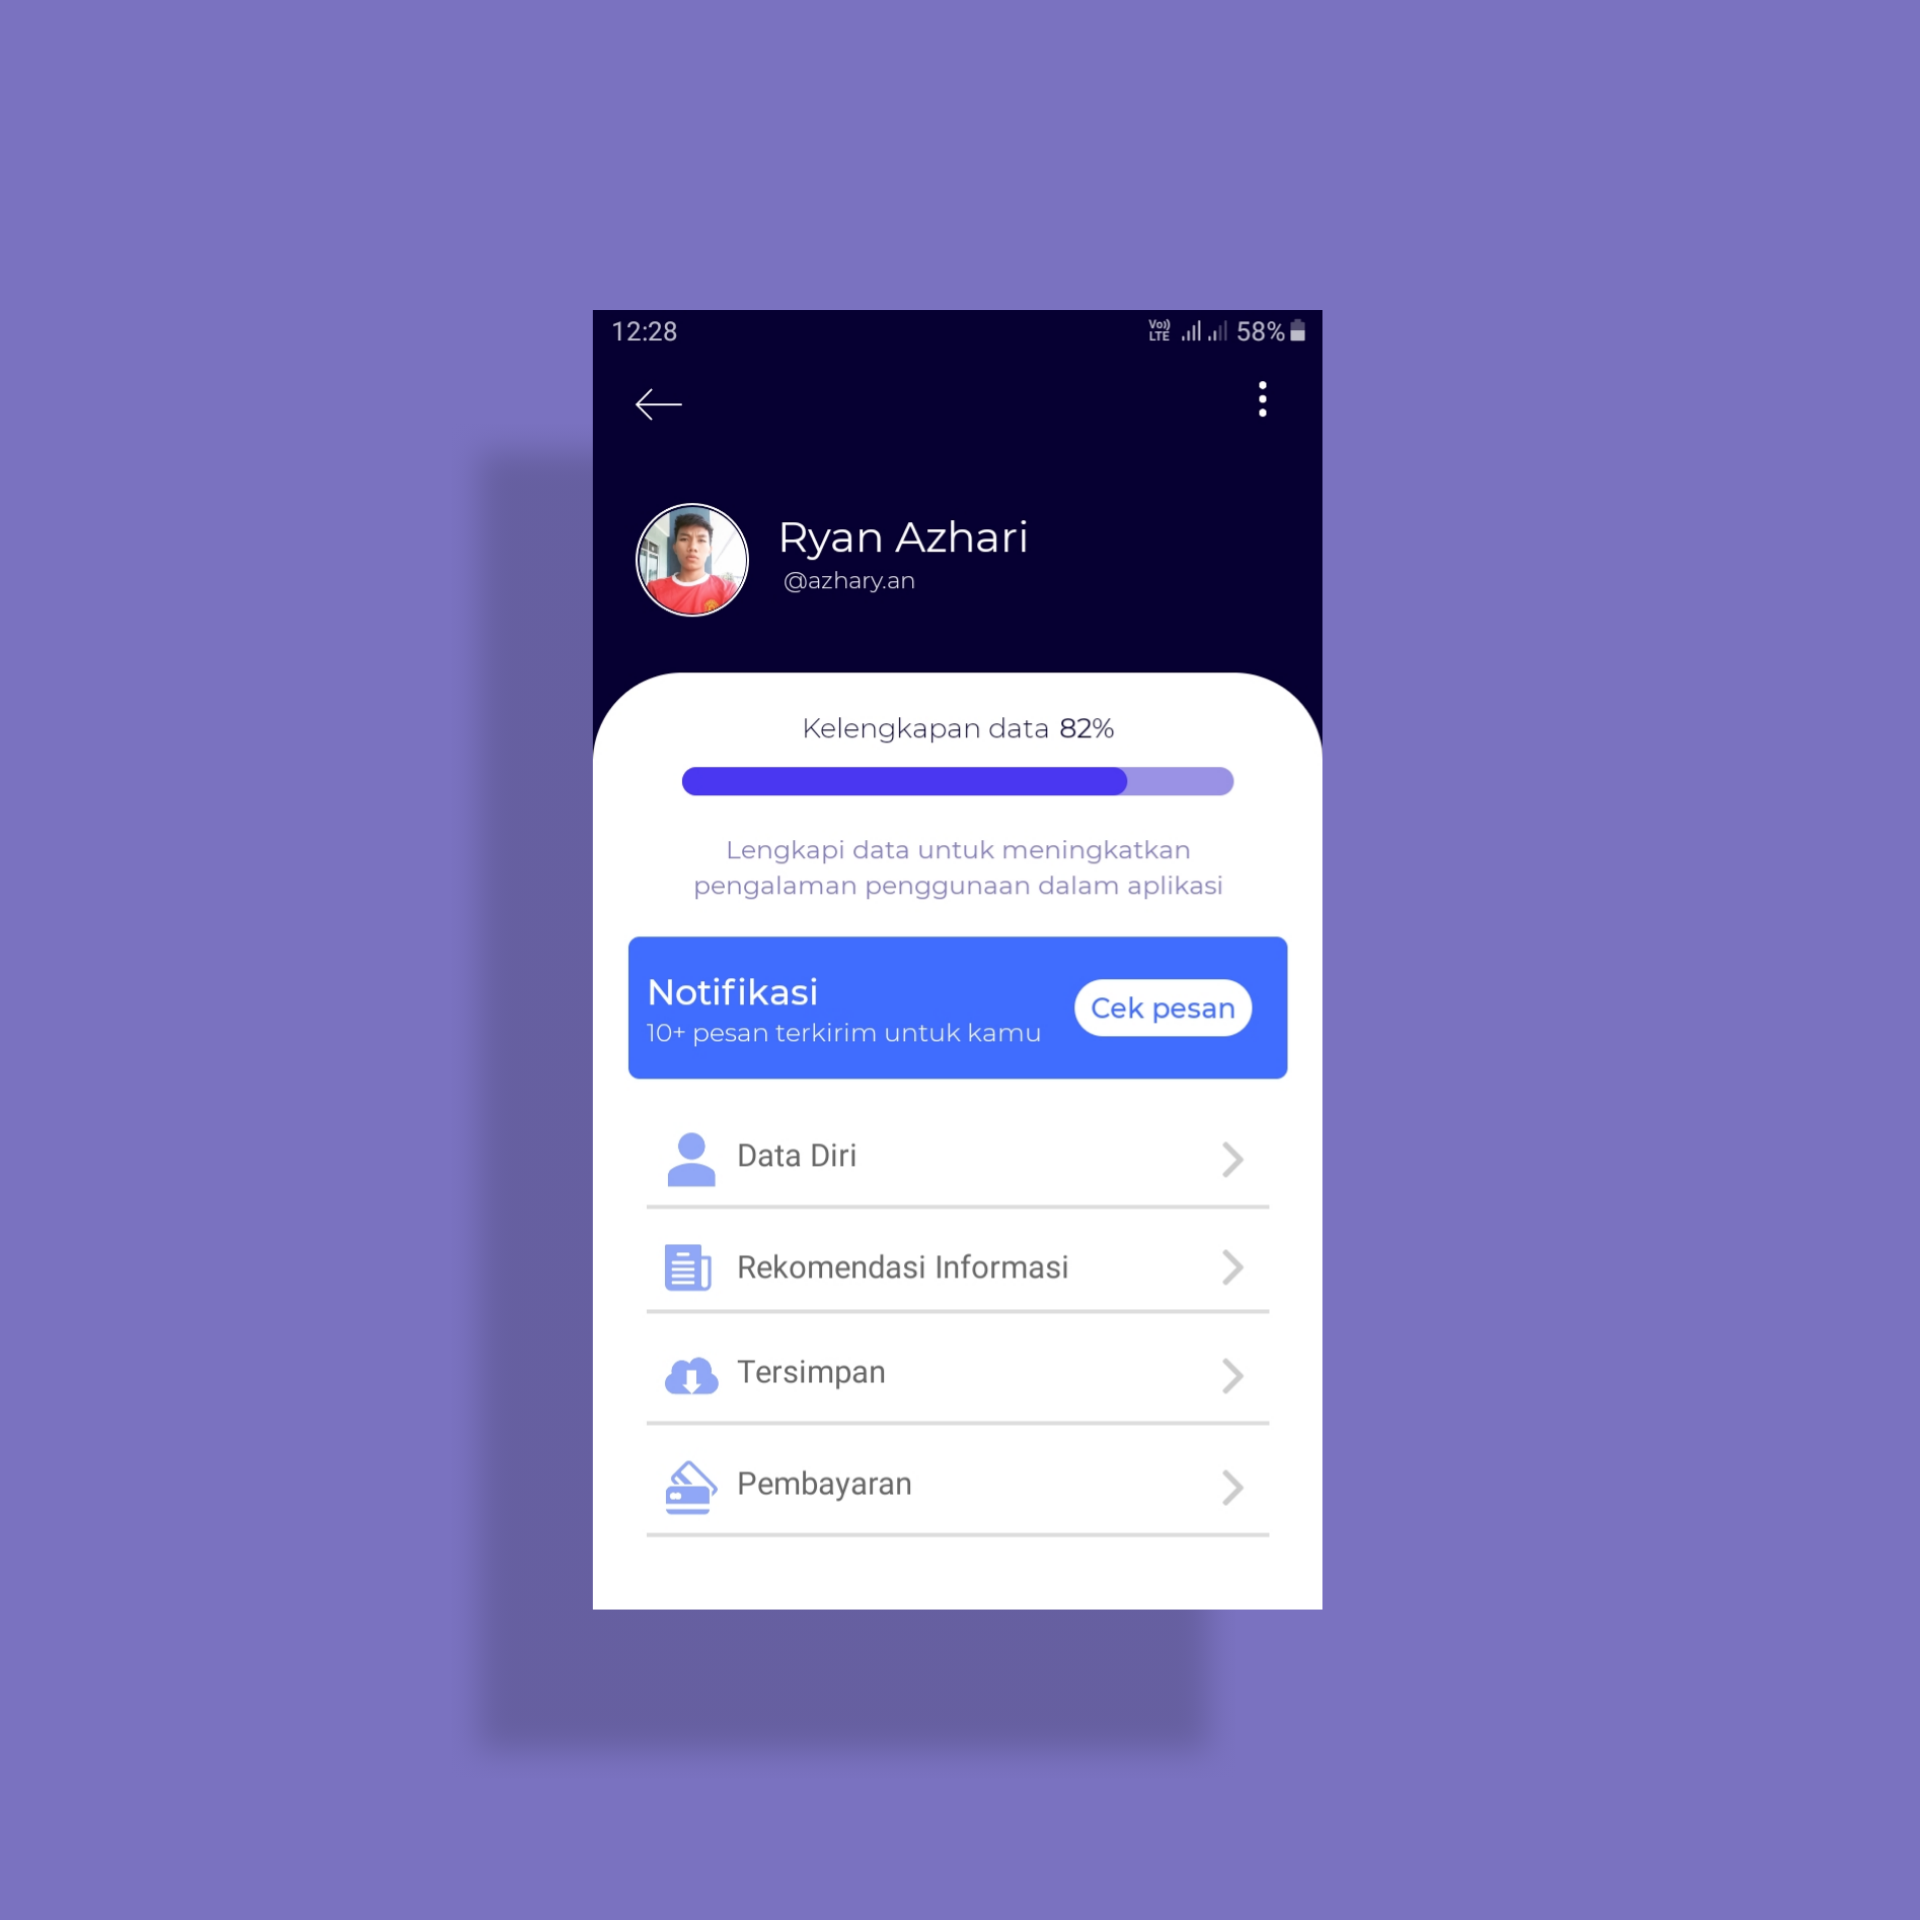 12:28
Vo)) LTE 58%
Ryan Azhari
@azhary.an
Kelengkapan data 82%
Lengkapi data untuk meningkatkan
pengalaman penggunaan dalam aplikasi
Notifikasi
10+ pesan terkirim untuk kamu
Cek pesan
Data Diri
Rekomendasi Informasi
Tersimpan
Pembayaran